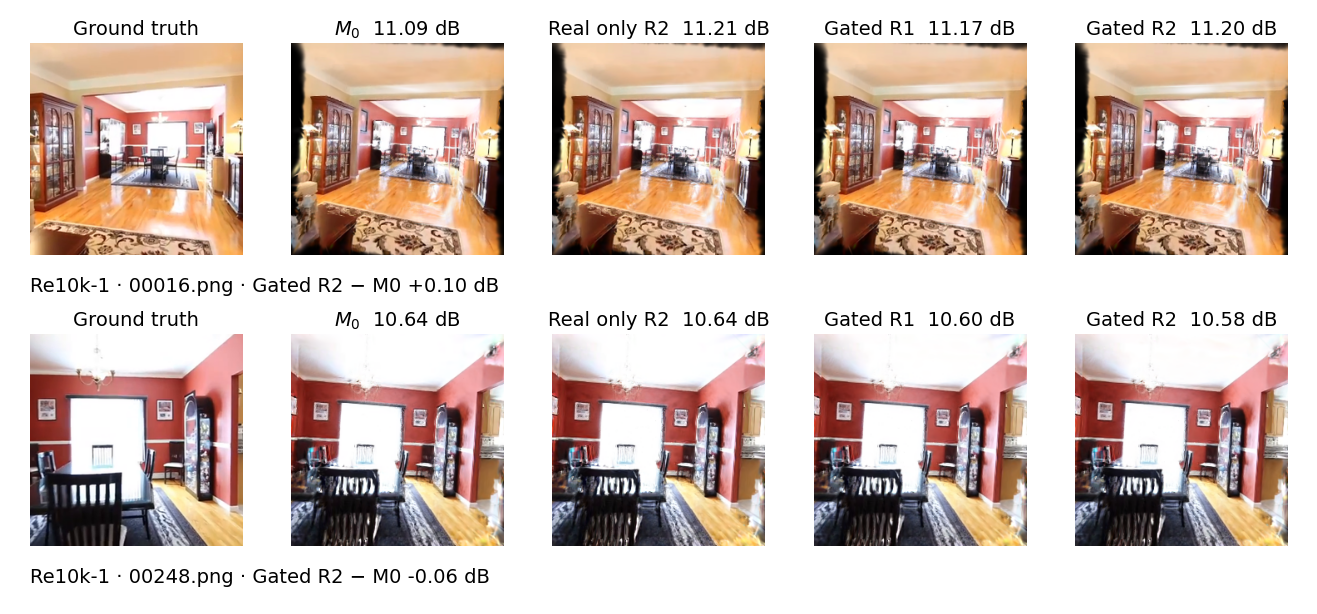 Ground truth M₀ 11.09 dB Real only R2 11.21 dB Gated R1 11.17 dB Gated R2 11.20 dB
Re10k-1 · 00016.png · Gated R2 − M0 +0.10 dB
Ground truth M₀ 10.64 dB Real only R2 10.64 dB Gated R1 10.60 dB Gated R2 10.58 dB
Re10k-1 · 00248.png · Gated R2 − M0 -0.06 dB